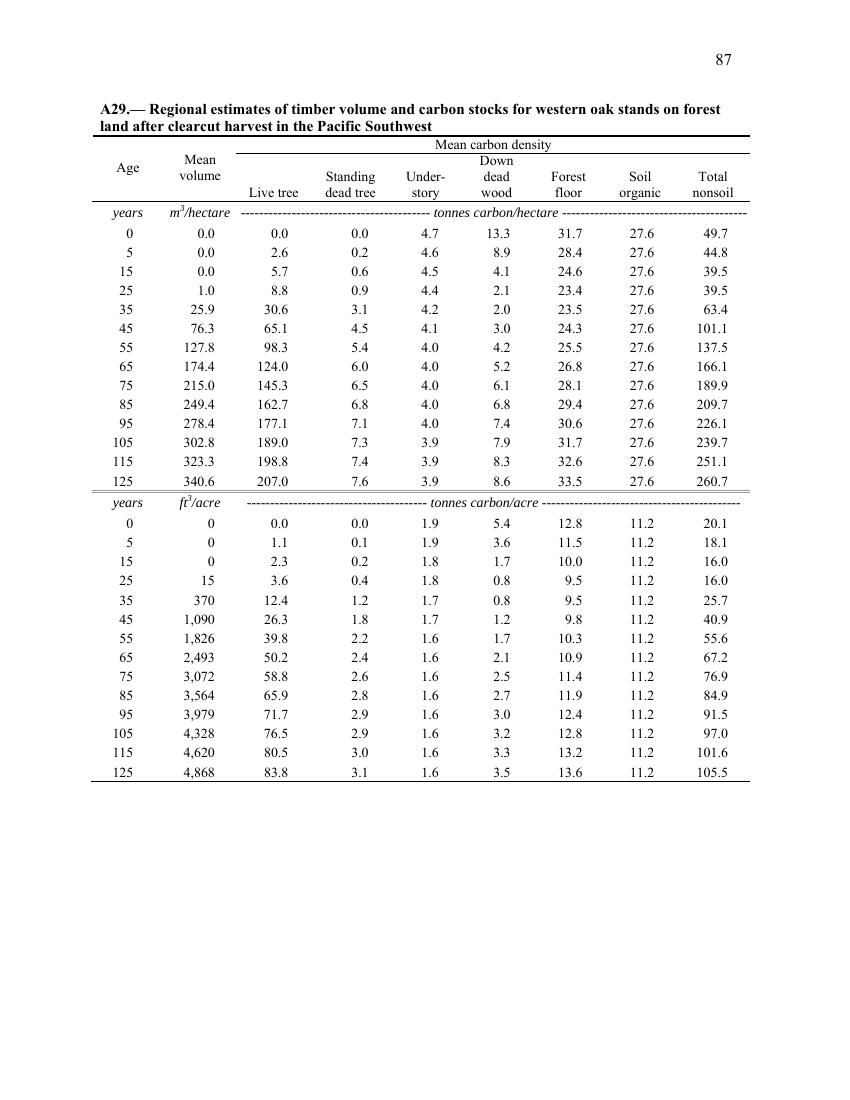 87
A29.— Regional estimates of timber volume and carbon stocks for western oak stands on forest
land after clearcut harvest in the Pacific Southwest
Mean carbon density
Age Mean volume Live tree Standing dead tree Under-story Down dead wood Forest floor Soil organic Total nonsoil
years m³/hectare ----------------------------------------- tonnes carbon/hectare -----------------------------------------
0 0.0 0.0 0.0 4.7 13.3 31.7 27.6 49.7
5 0.0 2.6 0.2 4.6 8.9 28.4 27.6 44.8
15 0.0 5.7 0.6 4.5 4.1 24.6 27.6 39.5
25 1.0 8.8 0.9 4.4 2.1 23.4 27.6 39.5
35 25.9 30.6 3.1 4.2 2.0 23.5 27.6 63.4
45 76.3 65.1 4.5 4.1 3.0 24.3 27.6 101.1
55 127.8 98.3 5.4 4.0 4.2 25.5 27.6 137.5
65 174.4 124.0 6.0 4.0 5.2 26.8 27.6 166.1
75 215.0 145.3 6.5 4.0 6.1 28.1 27.6 189.9
85 249.4 162.7 6.8 4.0 6.8 29.4 27.6 209.7
95 278.4 177.1 7.1 4.0 7.4 30.6 27.6 226.1
105 302.8 189.0 7.3 3.9 7.9 31.7 27.6 239.7
115 323.3 198.8 7.4 3.9 8.3 32.6 27.6 251.1
125 340.6 207.0 7.6 3.9 8.6 33.5 27.6 260.7
years ft³/acre --------------------------------------- tonnes carbon/acre -------------------------------------------
0 0 0.0 0.0 1.9 5.4 12.8 11.2 20.1
5 0 1.1 0.1 1.9 3.6 11.5 11.2 18.1
15 0 2.3 0.2 1.8 1.7 10.0 11.2 16.0
25 15 3.6 0.4 1.8 0.8 9.5 11.2 16.0
35 370 12.4 1.2 1.7 0.8 9.5 11.2 25.7
45 1,090 26.3 1.8 1.7 1.2 9.8 11.2 40.9
55 1,826 39.8 2.2 1.6 1.7 10.3 11.2 55.6
65 2,493 50.2 2.4 1.6 2.1 10.9 11.2 67.2
75 3,072 58.8 2.6 1.6 2.5 11.4 11.2 76.9
85 3,564 65.9 2.8 1.6 2.7 11.9 11.2 84.9
95 3,979 71.7 2.9 1.6 3.0 12.4 11.2 91.5
105 4,328 76.5 2.9 1.6 3.2 12.8 11.2 97.0
115 4,620 80.5 3.0 1.6 3.3 13.2 11.2 101.6
125 4,868 83.8 3.1 1.6 3.5 13.6 11.2 105.5